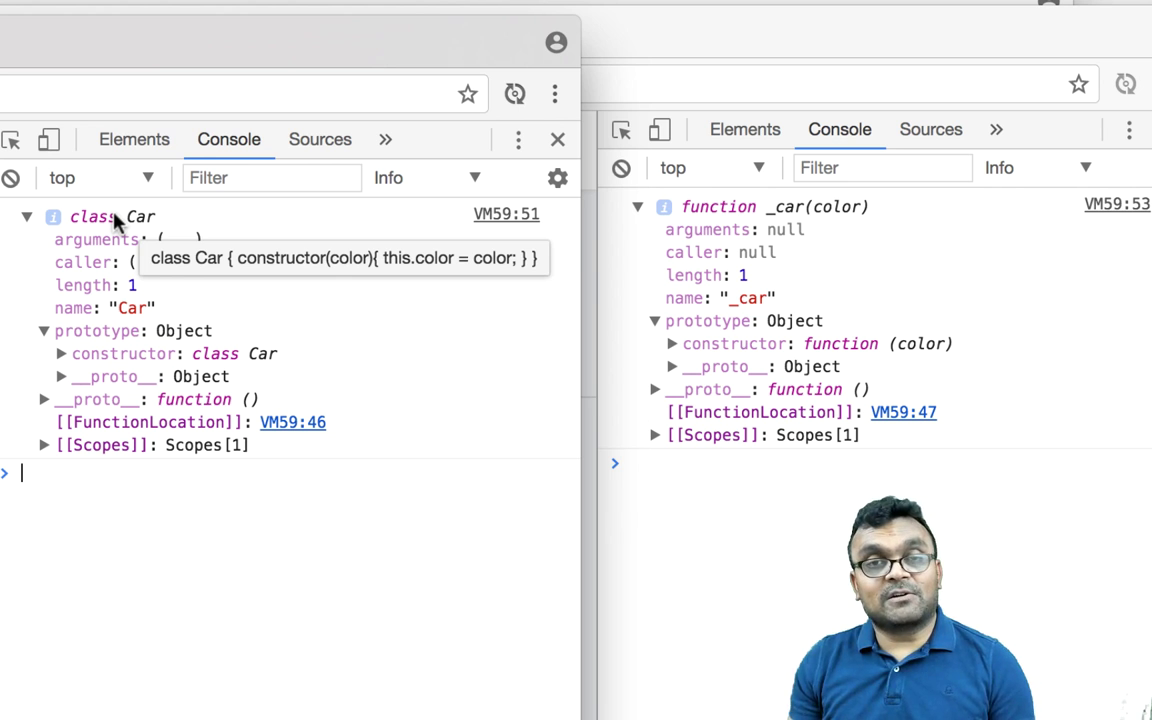 Elements Console Sources »
top Filter Info
class Car VM59:51
arguments: (
caller: (
class Car { constructor(color){ this.color = color; } }
length: 1
name: "Car"
prototype: Object
constructor: class Car
__proto__: Object
__proto__: function ()
[[FunctionLocation]]: VM59:46
[[Scopes]]: Scopes[1]
>
Elements Console Sources »
top Filter Info
function _car(color) VM59:53
arguments: null
caller: null
length: 1
name: "_car"
prototype: Object
constructor: function (color)
__proto__: Object
__proto__: function ()
[[FunctionLocation]]: VM59:47
[[Scopes]]: Scopes[1]
>